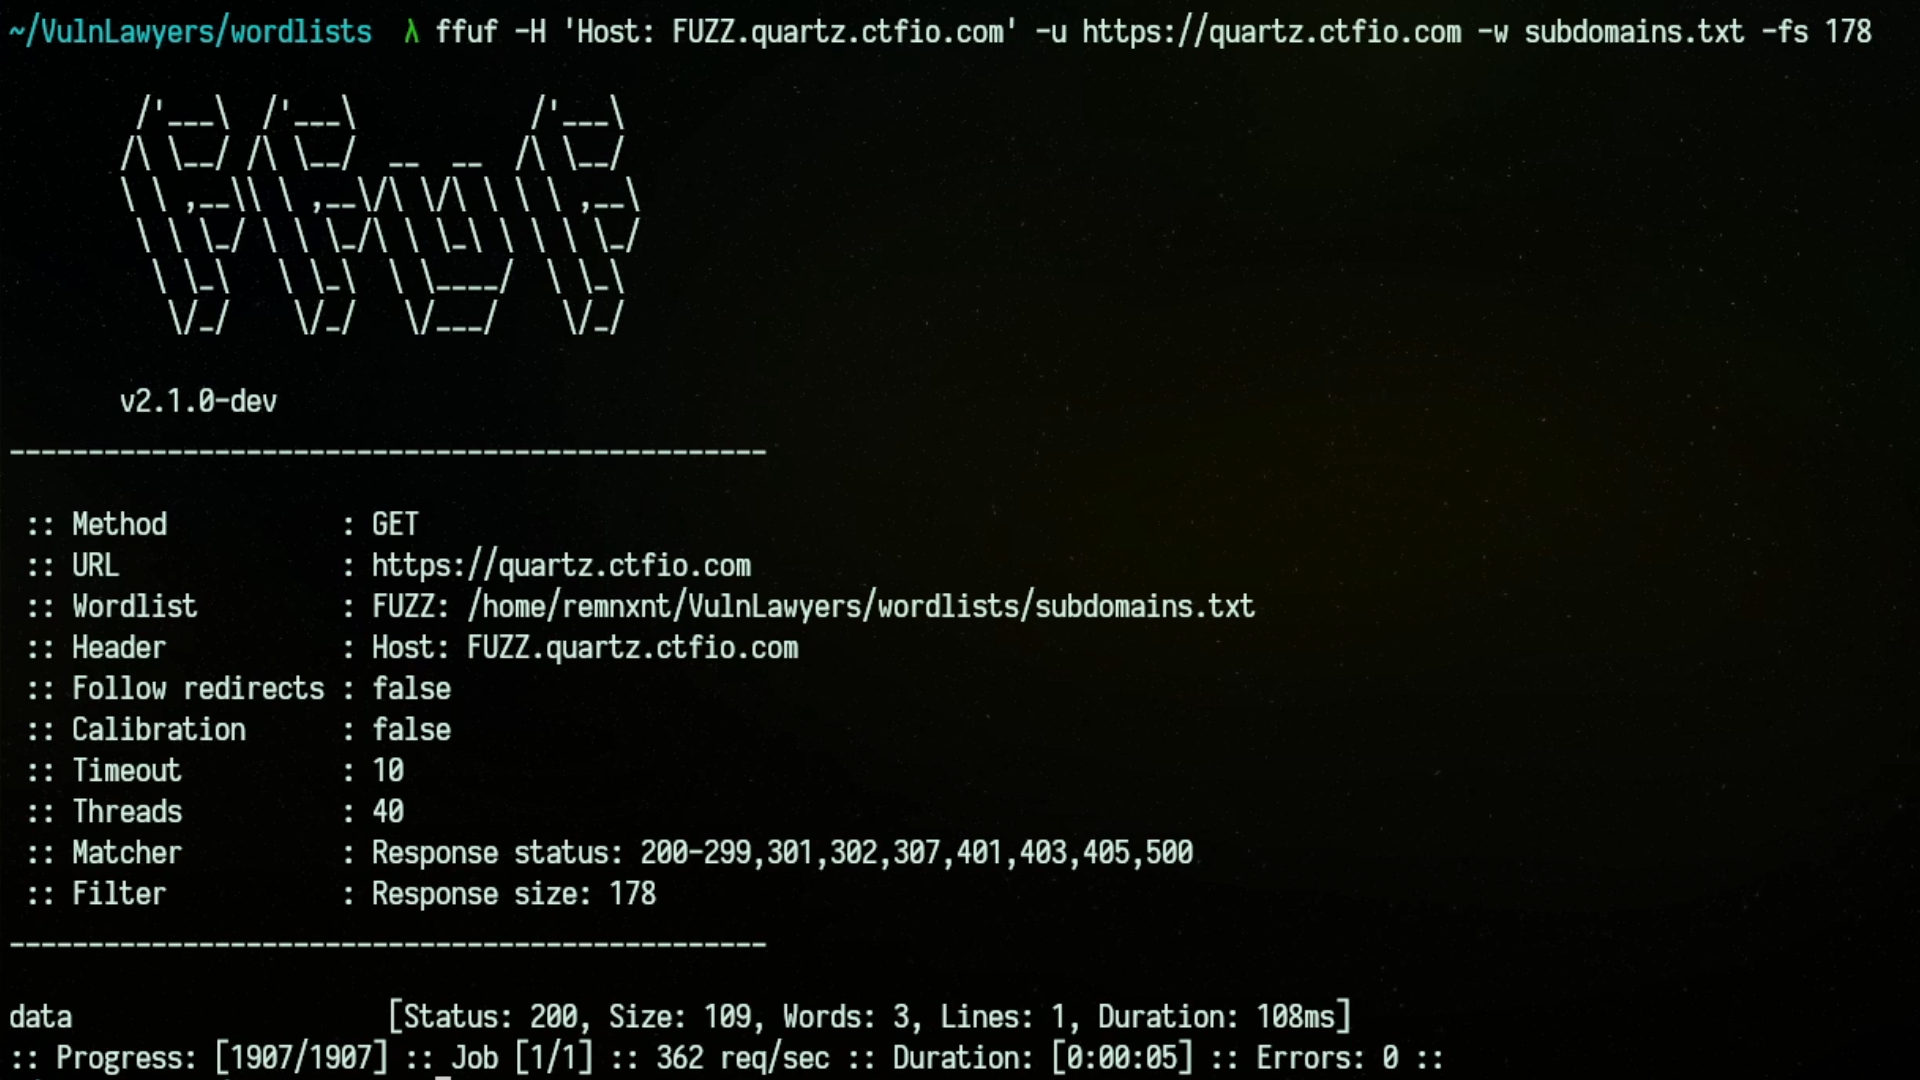 ~/VulnLawyers/wordlists λ ffuf -H 'Host: FUZZ.quartz.ctfio.com' -u https://quartz.ctfio.com -w subdomains.txt -fs 178
v2.1.0-dev
________________________________________________
:: Method : GET
:: URL : https://quartz.ctfio.com
:: Wordlist : FUZZ: /home/remnxnt/VulnLawyers/wordlists/subdomains.txt
:: Header : Host: FUZZ.quartz.ctfio.com
:: Follow redirects : false
:: Calibration : false
:: Timeout : 10
:: Threads : 40
:: Matcher : Response status: 200-299,301,302,307,401,403,405,500
:: Filter : Response size: 178
________________________________________________
data [Status: 200, Size: 109, Words: 3, Lines: 1, Duration: 108ms]
:: Progress: [1907/1907] :: Job [1/1] :: 362 req/sec :: Duration: [0:00:05] :: Errors: 0 ::